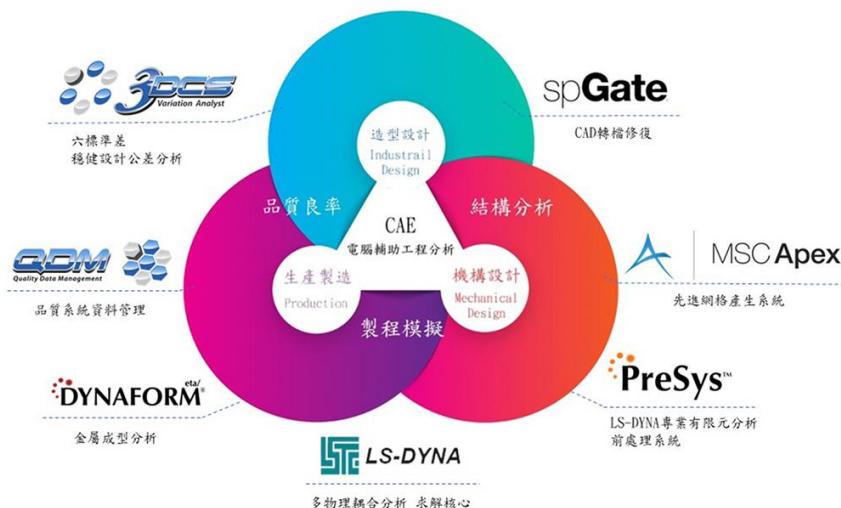 3DCS
Variation Analyst
六標準差
穩健設計公差分析
spGate
CAD轉檔修復
造型設計
Industrail
Design
品質良率
結構分析
CAE
電腦輔助工程分析
QDM
Quality Data Management
品質系統資料管理
生產製造
Production
機構設計
Mechanical
Design
MSC Apex
先進網格產生系統
製程模擬
eta/
DYNAFORM®
金屬成型分析
PreSys™
LS-DYNA專業有限元分析
前處理系統
LSTC
LS-DYNA
多物理耦合分析 求解核心